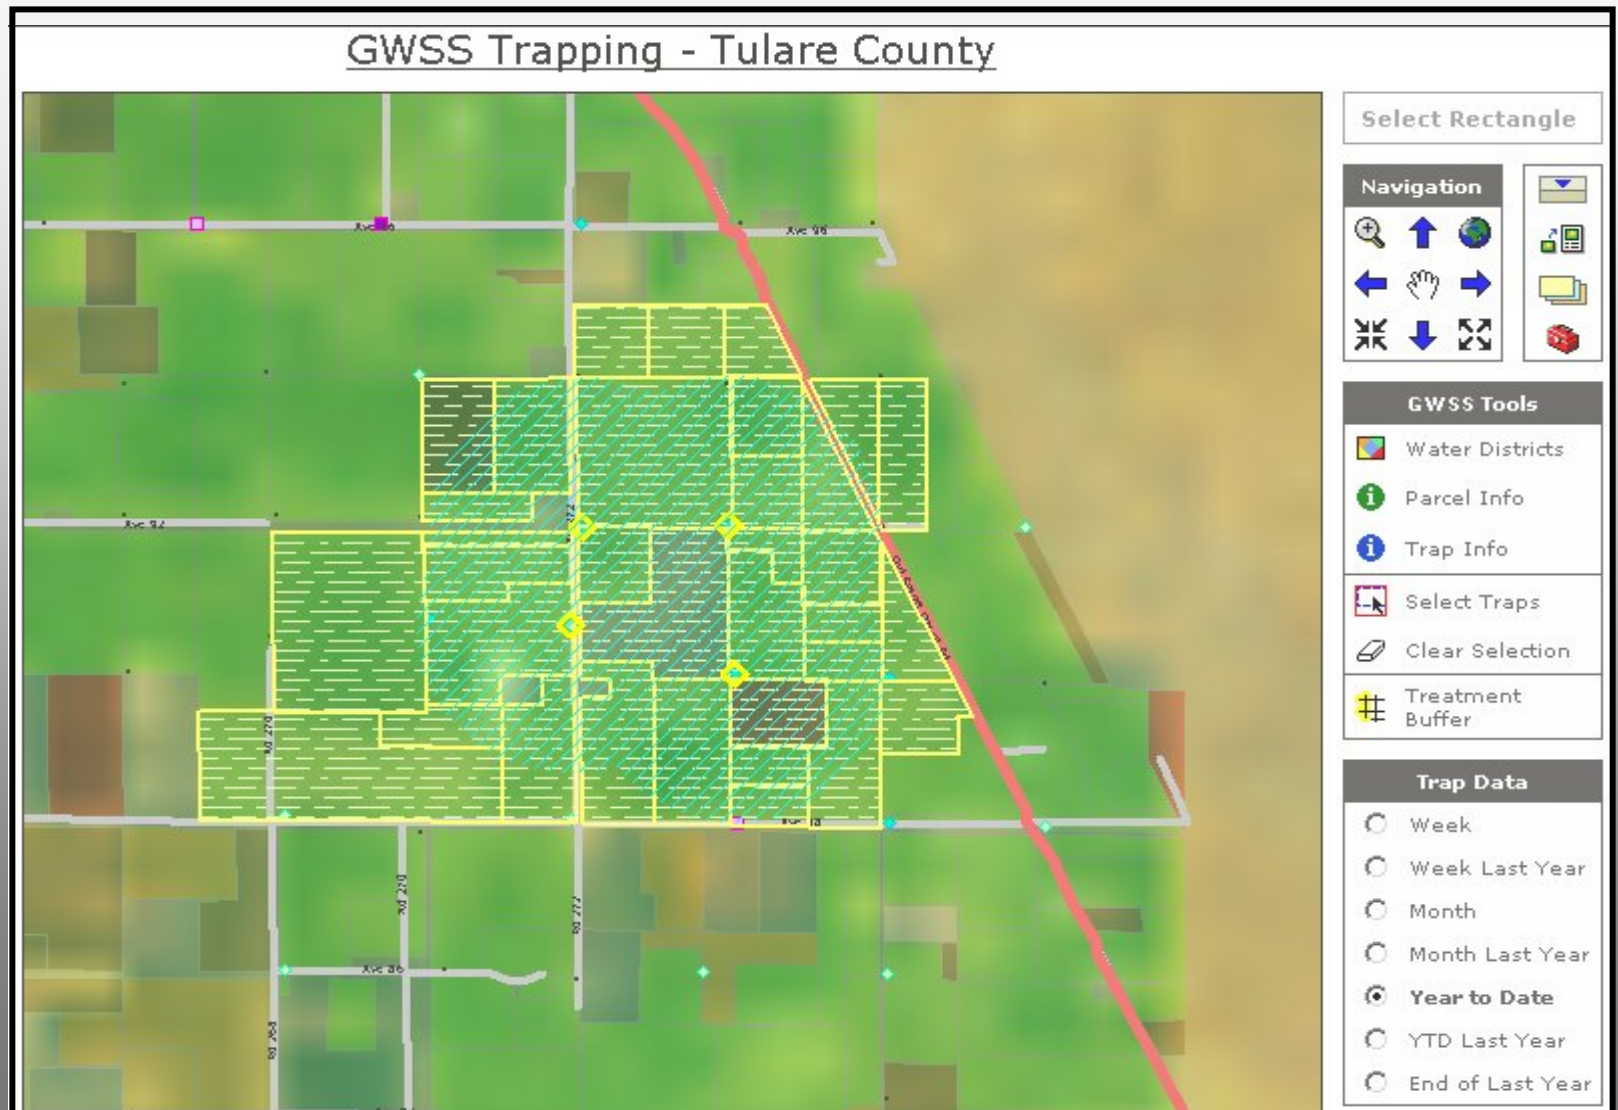 GWSS Trapping - Tulare County
Select Rectangle
Navigation
GWSS Tools
Water Districts
Parcel Info
Trap Info
Select Traps
Clear Selection
Treatment
Buffer
Trap Data
Week
Week Last Year
Month
Month Last Year
Year to Date
YTD Last Year
End of Last Year
Ave 96
Ave 92
Rd 270
Rd 272
Ave 86